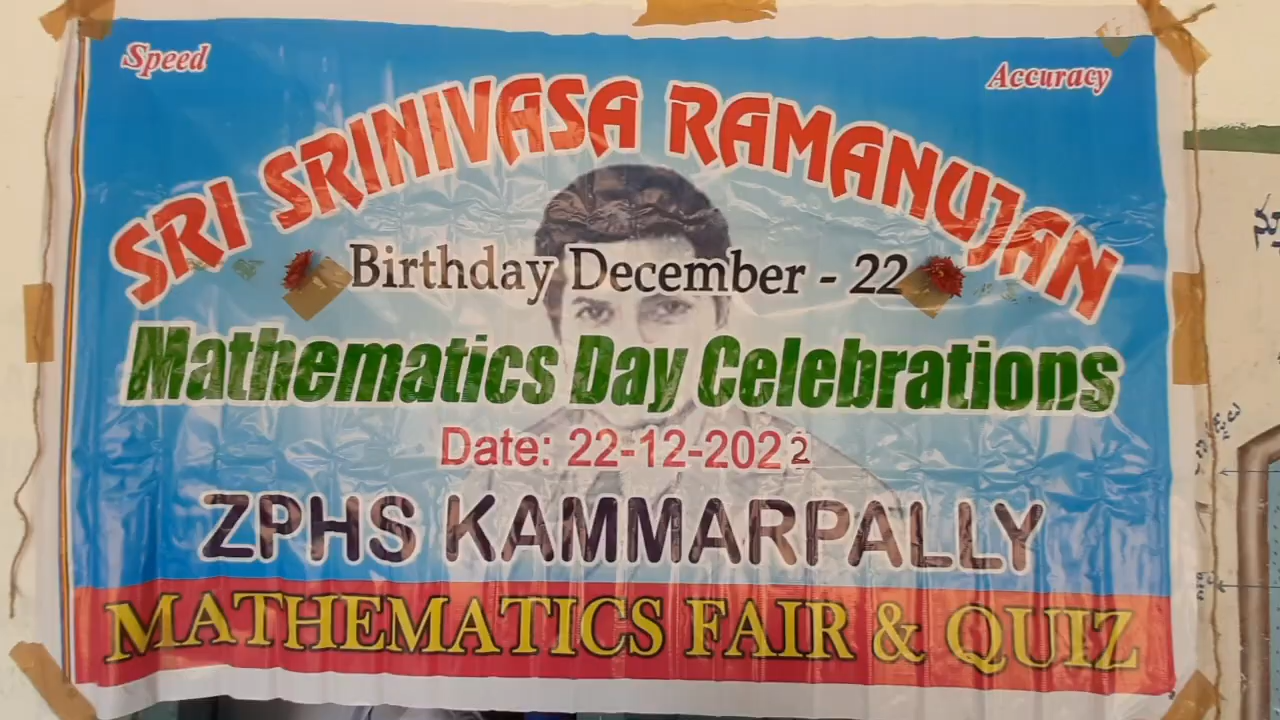 Speed
Accuracy
SRI SRINIVASA RAMANUJAN
Birthday December - 22
Mathematics Day Celebrations
Date: 22-12-2022
ZPHS KAMMARPALLY
MATHEMATICS FAIR & QUIZ